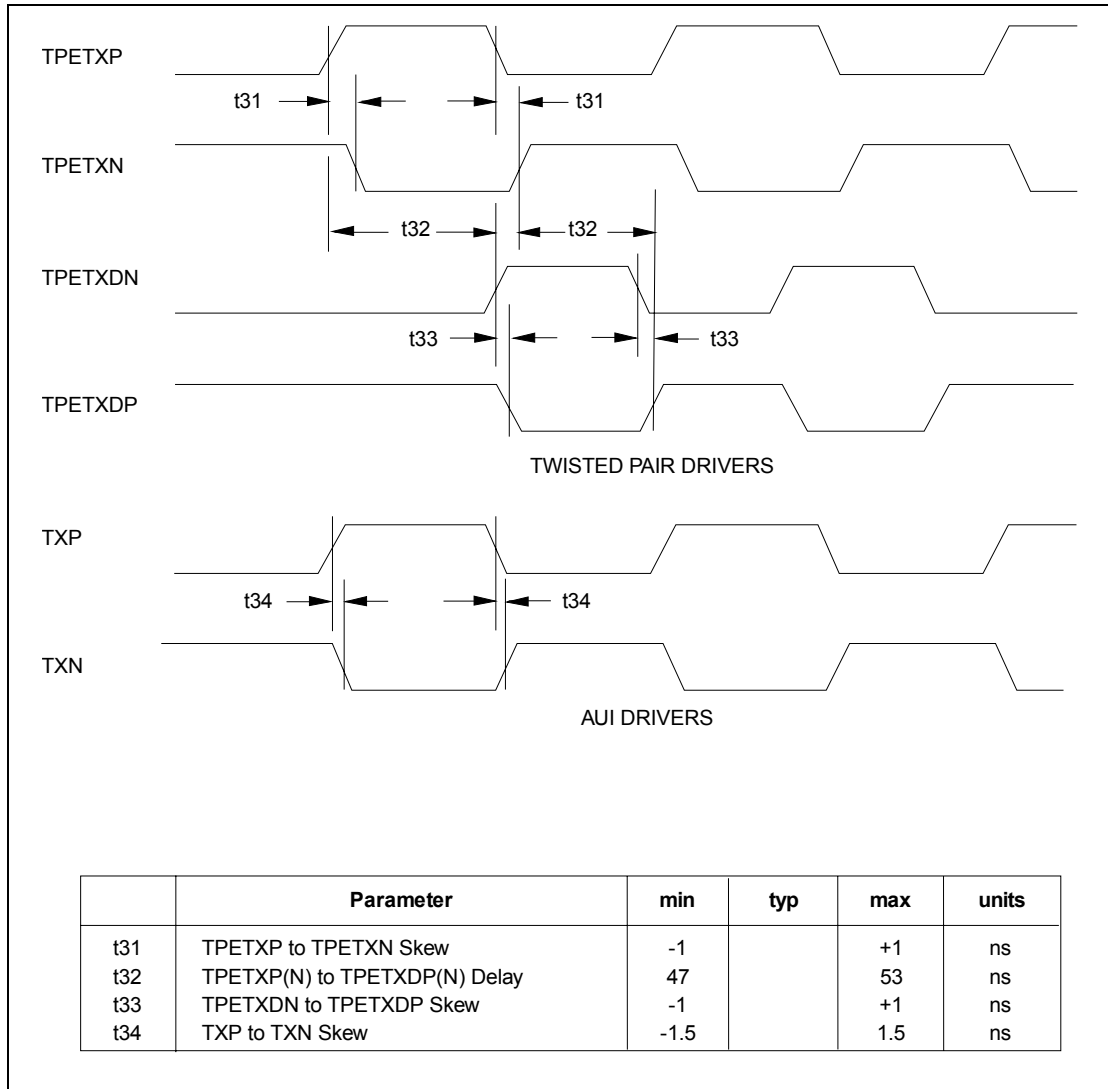 TPETXP
t31 t31
TPETXN
t32 t32
TPETXDN
t33 t33
TPETXDP
TWISTED PAIR DRIVERS
TXP
t34 t34
TXN
AUI DRIVERS
Parameter min typ max units
t31 TPETXP to TPETXN Skew -1 +1 ns
t32 TPETXP(N) to TPETXDP(N) Delay 47 53 ns
t33 TPETXDN to TPETXDP Skew -1 +1 ns
t34 TXP to TXN Skew -1.5 1.5 ns